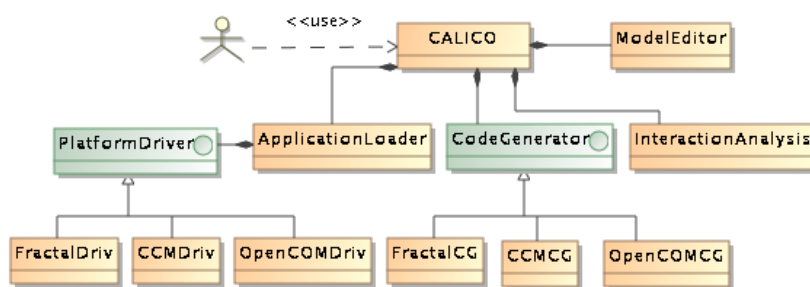 <<use>>
CALICO
ModelEditor
PlatformDriver
ApplicationLoader
CodeGenerator
InteractionAnalysis
FractalDriv
CCMDriv
OpenCOMDriv
FractalCG
CCMCG
OpenCOMCG